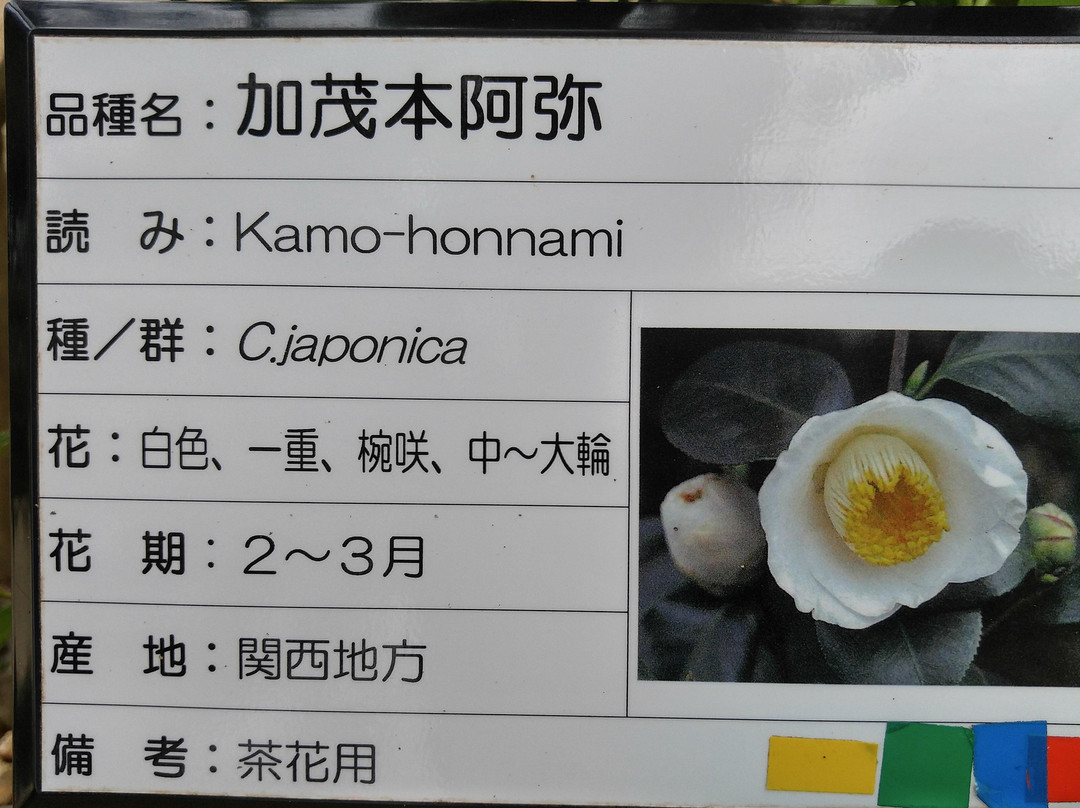 品種名：加茂本阿弥
読　み：Kamo-honnami
種／群：C.japonica
花：白色、一重、椀咲、中～大輪
花　期：２～３月
産　地：関西地方
備　考：茶花用